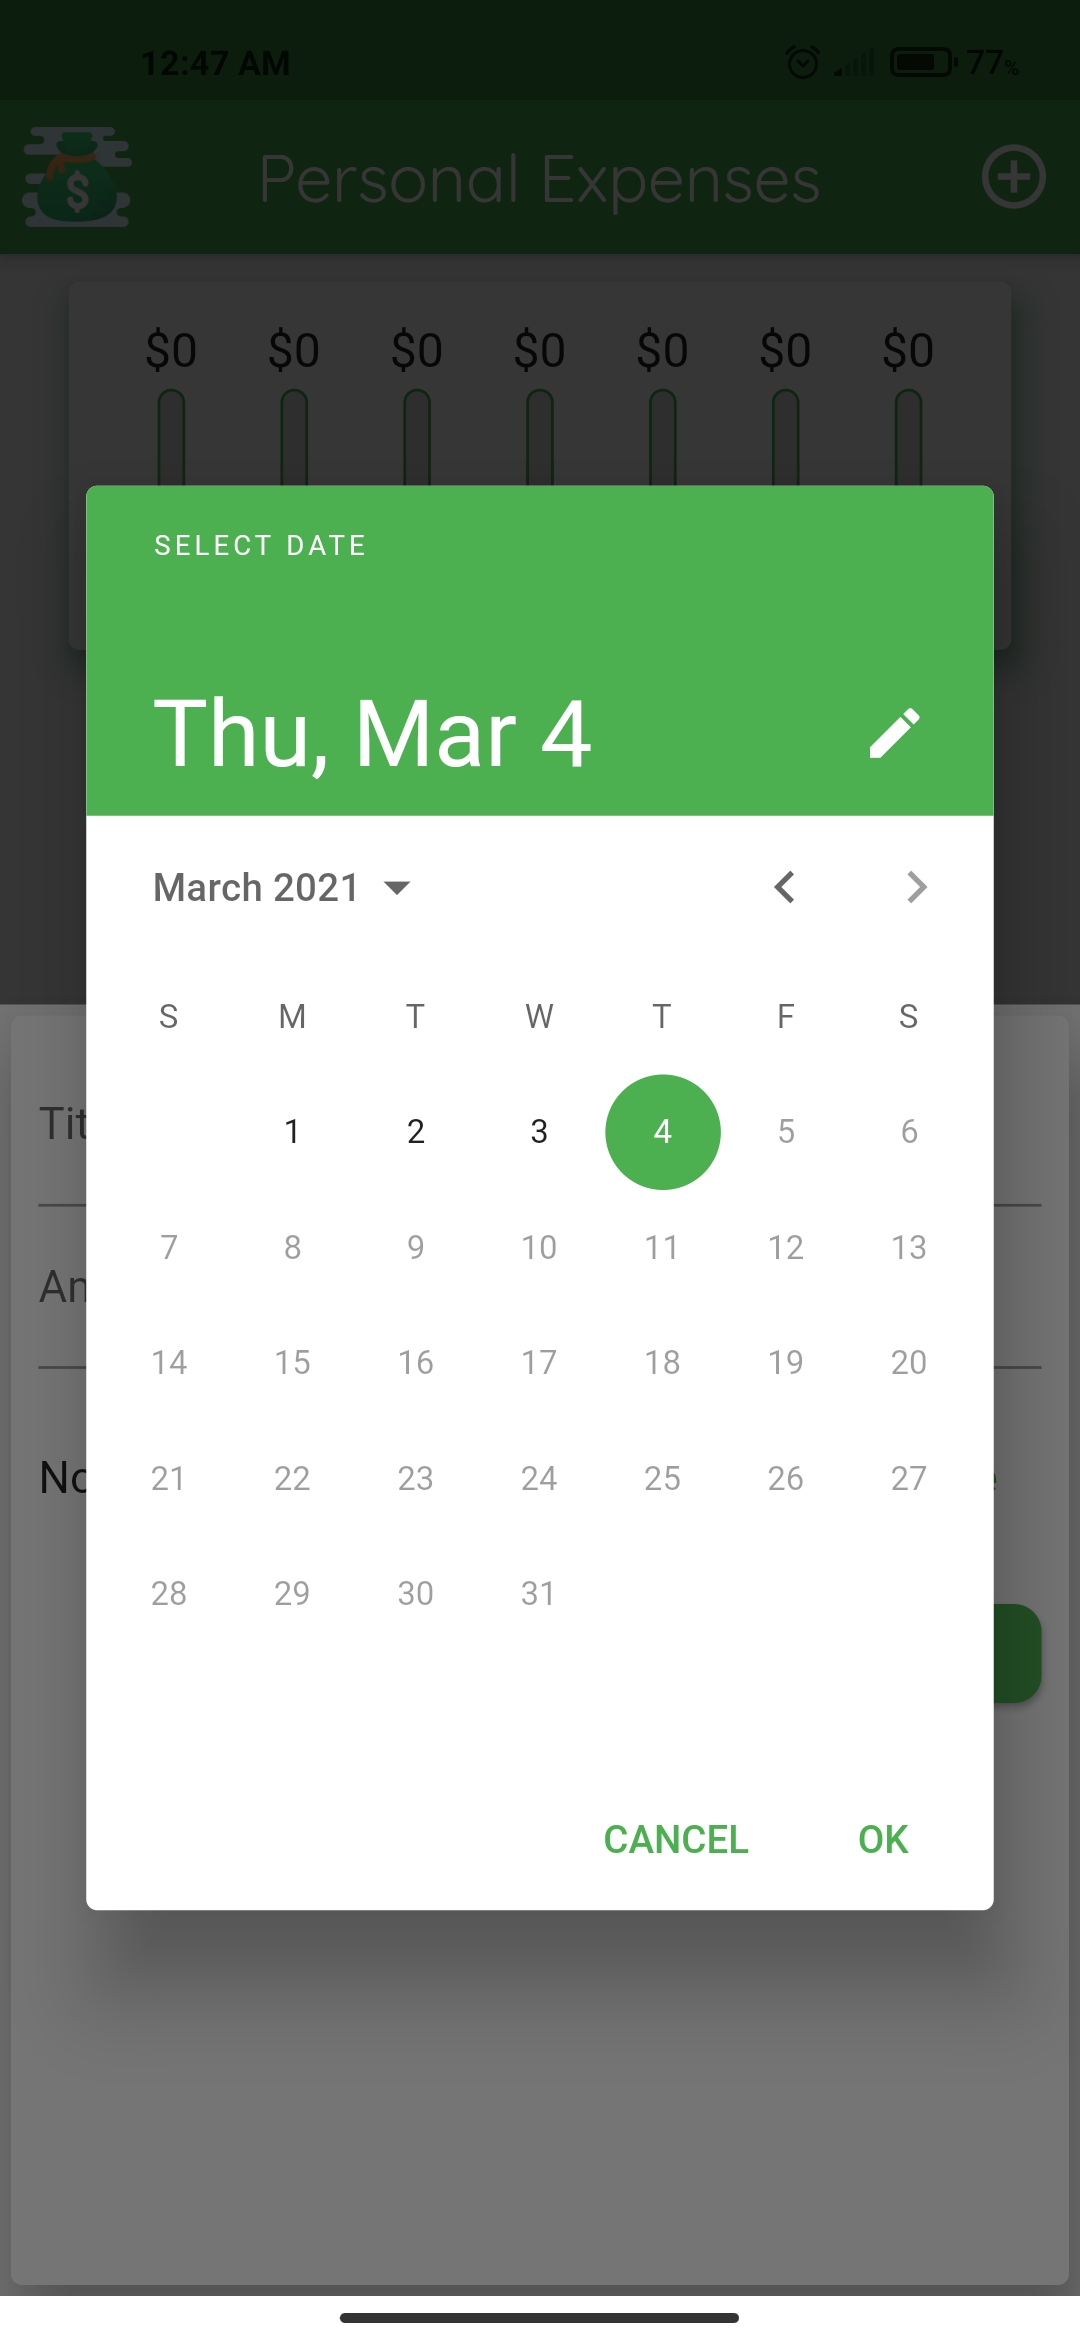 12:47 AM 77%
$ Personal Expenses
$0 $0 $0 $0 $0 $0 $0
SELECT DATE
Thu, Mar 4
March 2021
S M T W T F S
1 2 3 4 5 6
7 8 9 10 11 12 13
14 15 16 17 18 19 20
21 22 23 24 25 26 27
28 29 30 31
CANCEL OK